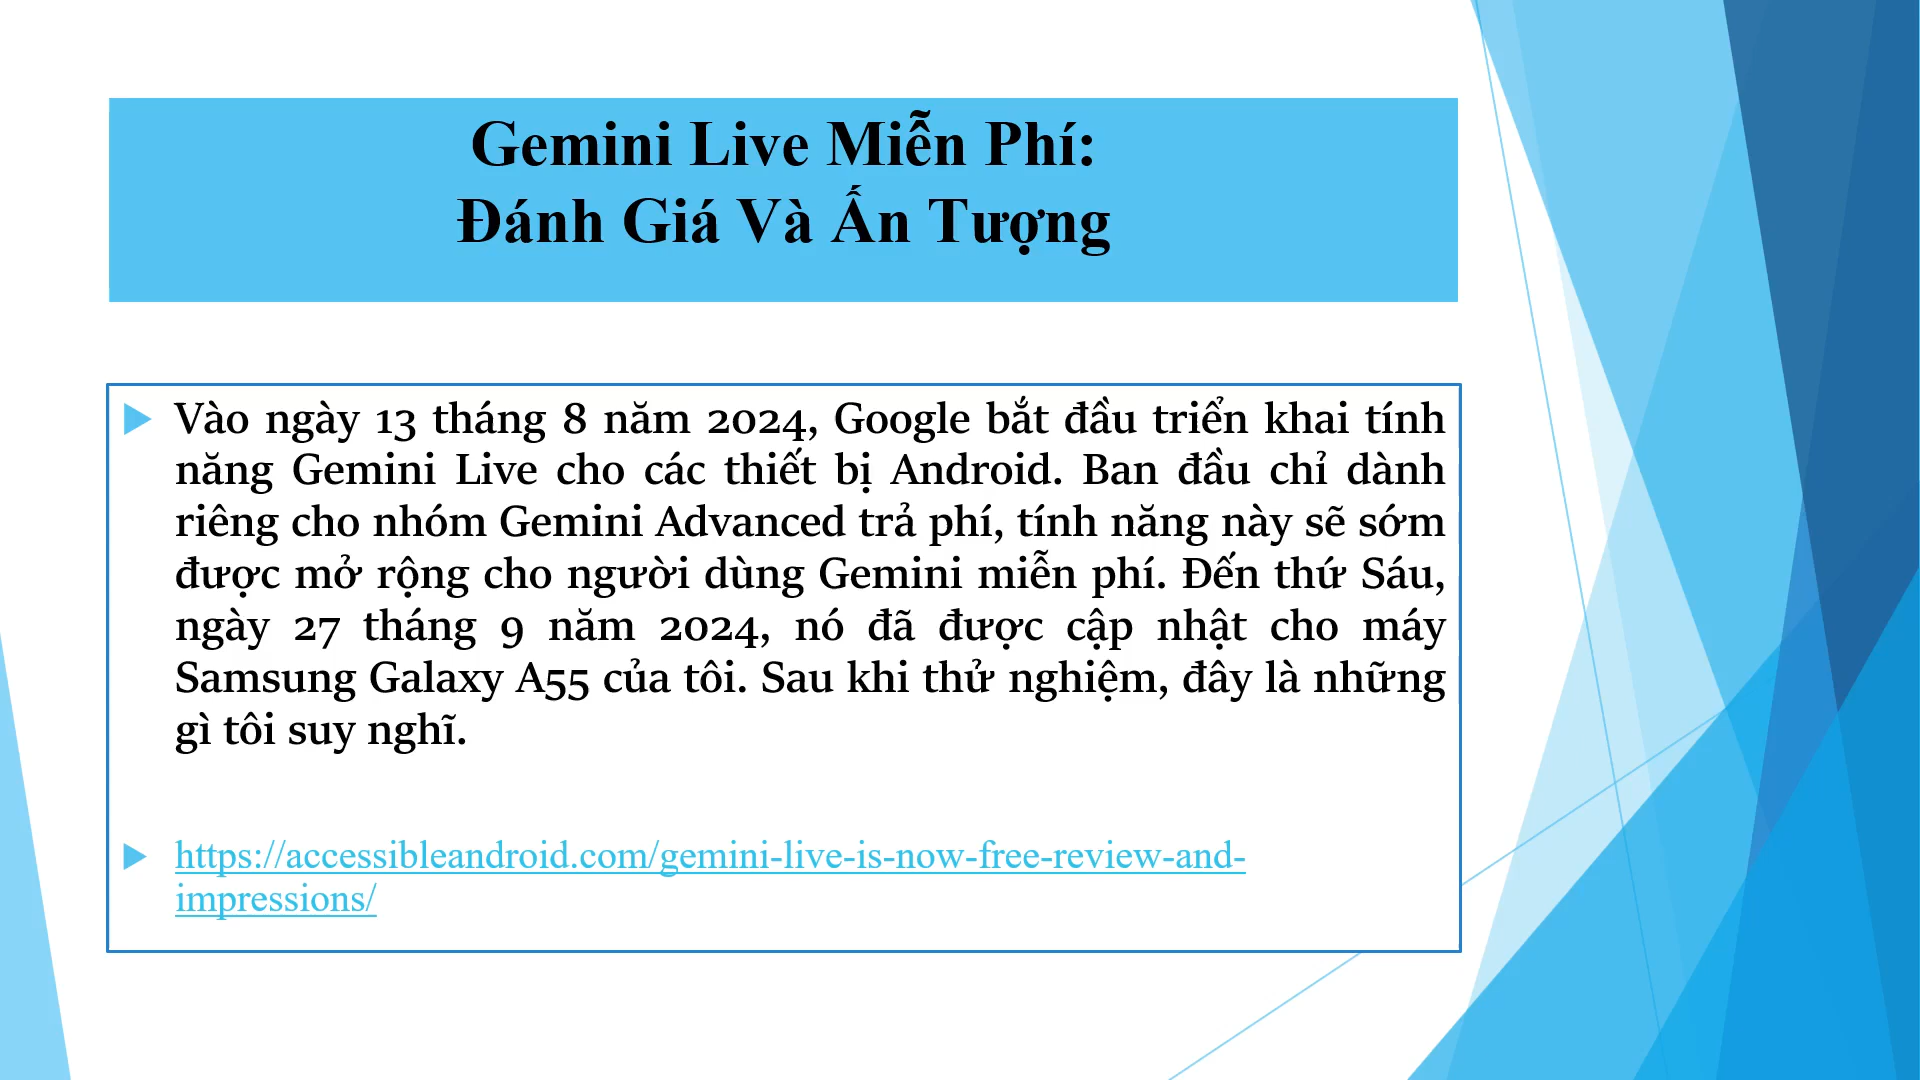 Gemini Live Miễn Phí:
Đánh Giá Và Ấn Tượng
Vào ngày 13 tháng 8 năm 2024, Google bắt đầu triển khai tính
năng Gemini Live cho các thiết bị Android. Ban đầu chỉ dành
riêng cho nhóm Gemini Advanced trả phí, tính năng này sẽ sớm
được mở rộng cho người dùng Gemini miễn phí. Đến thứ Sáu,
ngày 27 tháng 9 năm 2024, nó đã được cập nhật cho máy
Samsung Galaxy A55 của tôi. Sau khi thử nghiệm, đây là những
gì tôi suy nghĩ.
https://accessibleandroid.com/gemini-live-is-now-free-review-and-
impressions/